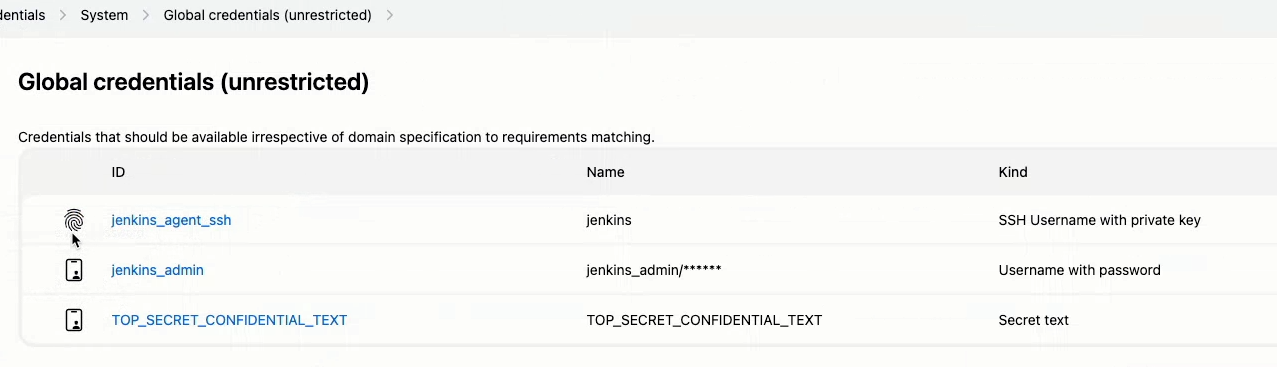 dentials > System > Global credentials (unrestricted) >
Global credentials (unrestricted)
Credentials that should be available irrespective of domain specification to requirements matching.
ID Name Kind
jenkins_agent_ssh jenkins SSH Username with private key
jenkins_admin jenkins_admin/****** Username with password
TOP_SECRET_CONFIDENTIAL_TEXT TOP_SECRET_CONFIDENTIAL_TEXT Secret text